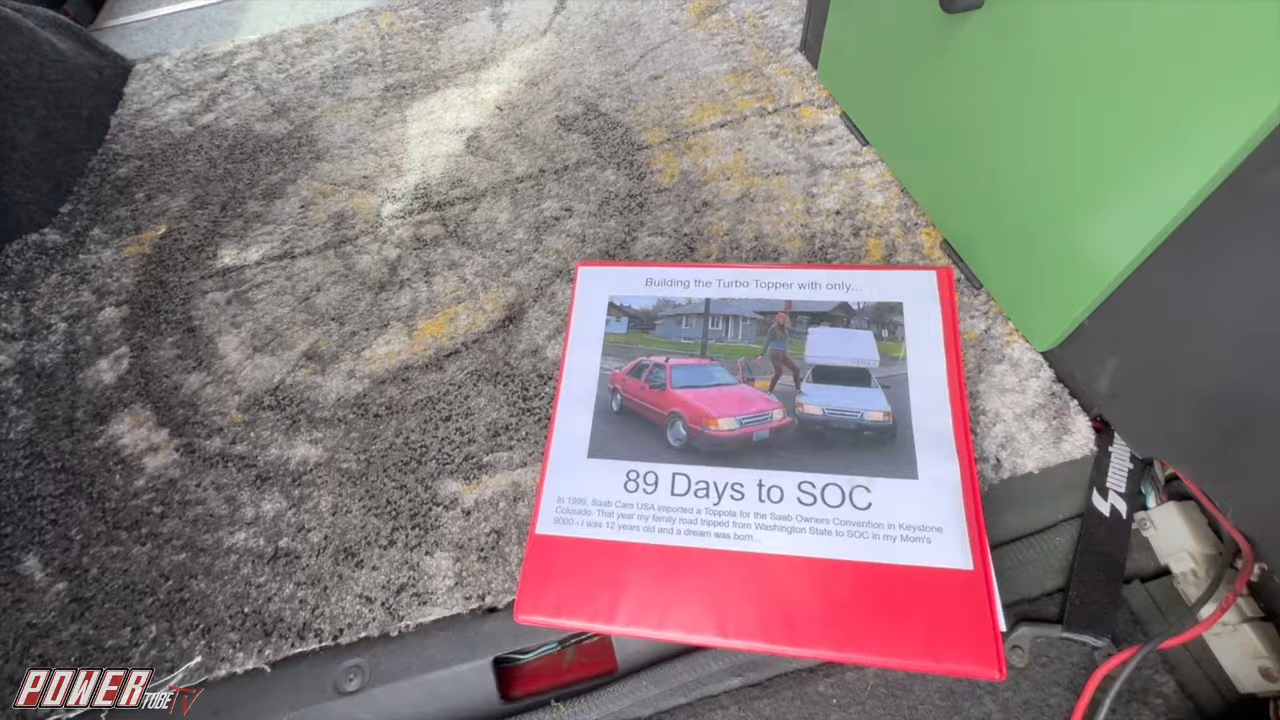 Building the Turbo Topper with only...
89 Days to SOC
In 1999, Saab Cars USA imported a Toppola for the Saab Owners Convention in Keystone
Colorado. That year my family road tripped from Washington State to SOC in my Mom's
9000 - I was 12 years old and a dream was born...
POWER
TUBE TV